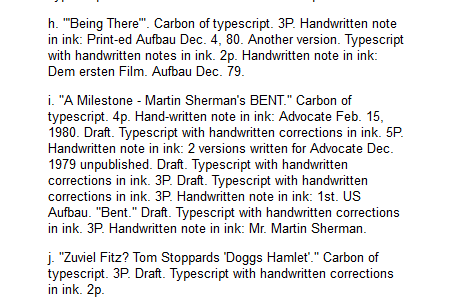 h. "'Being There'". Carbon of typescript. 3P. Handwritten note
in ink: Print-ed Aufbau Dec. 4, 80. Another version. Typescript
with handwritten notes in ink. 2p. Handwritten note in ink:
Dem ersten Film. Aufbau Dec. 79.
i. "A Milestone - Martin Sherman's BENT." Carbon of
typescript. 4p. Hand-written note in ink: Advocate Feb. 15,
1980. Draft. Typescript with handwritten corrections in ink. 5P.
Handwritten note in ink: 2 versions written for Advocate Dec.
1979 unpublished. Draft. Typescript with handwritten
corrections in ink. 3P. Draft. Typescript with handwritten
corrections in ink. 3P. Handwritten note in ink: 1st. US
Aufbau. "Bent." Draft. Typescript with handwritten corrections
in ink. 3P. Handwritten note in ink: Mr. Martin Sherman.
j. "Zuviel Fitz? Tom Stoppards 'Doggs Hamlet'." Carbon of
typescript. 3P. Draft. Typescript with handwritten corrections
in ink. 2p.